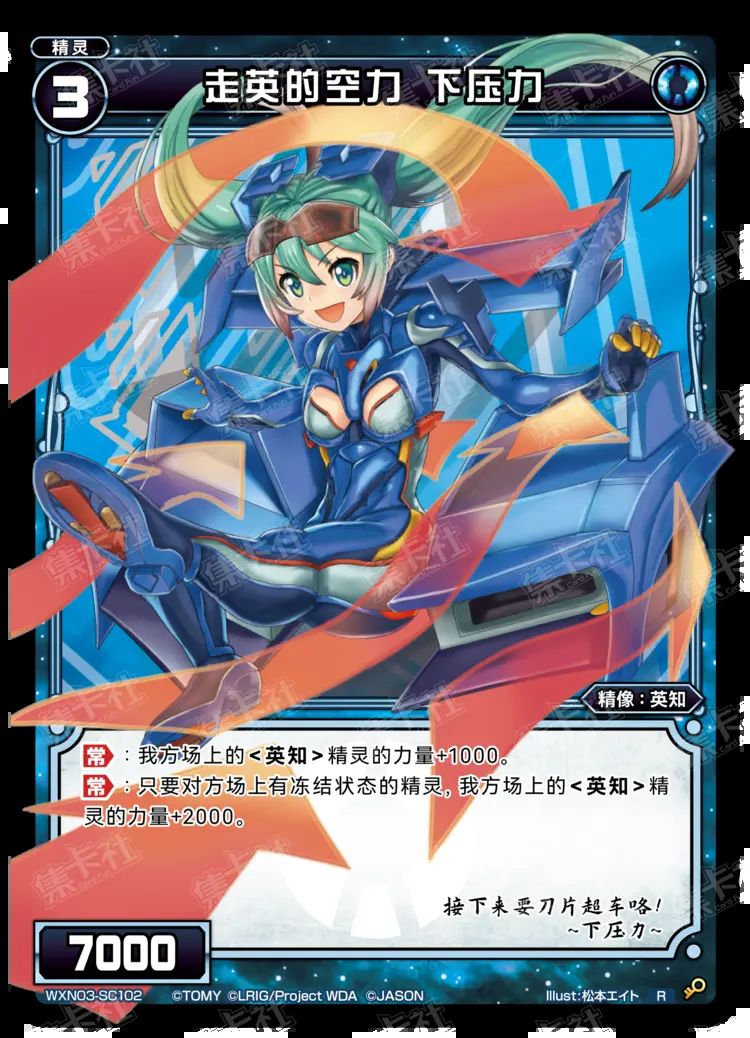 精灵
3
走英的空力 下压力
精像：英知
常：我方场上的<英知>精灵的力量+1000。
常：只要对方场上有冻结状态的精灵，我方场上的<英知>精
灵的力量+2000。
接下来要刀片超车咯！
~下压力~
7000
WXN03-SC102 ©TOMY ©LRIG/Project WDA ©JASON Illust:松本エイト R
集卡社